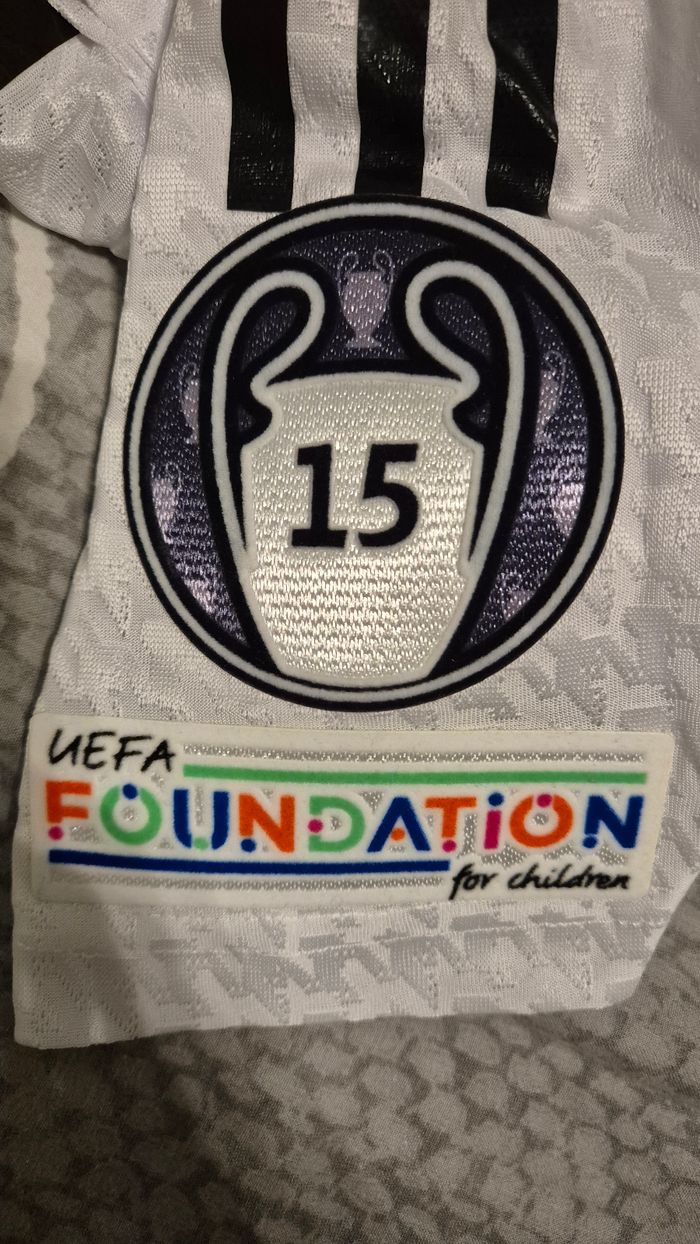 15
UEFA
FOUNDATION
for children